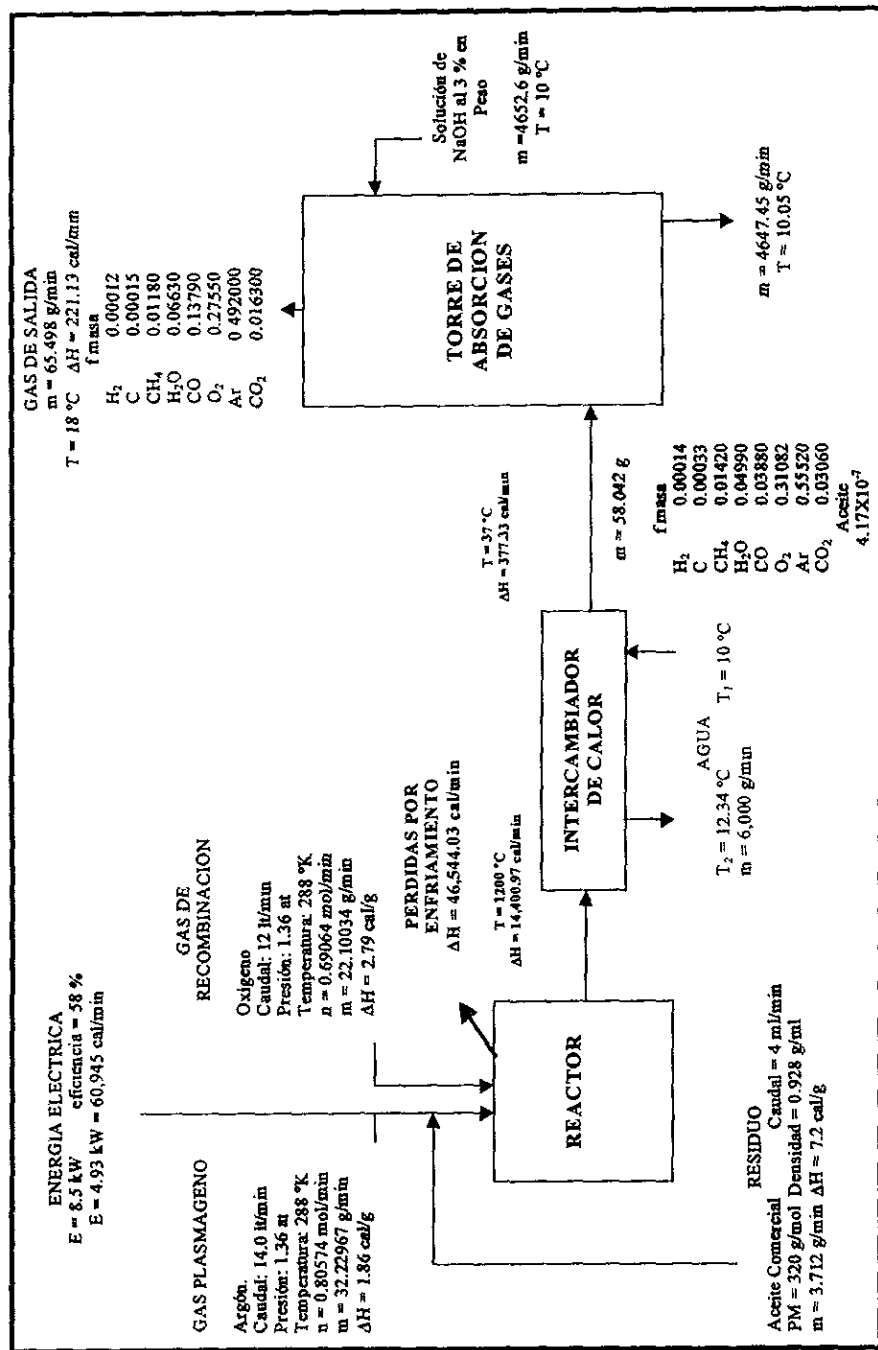 ENERGIA ELECTRICA
E = 8.5 kW eficiencia = 58 %
E = 4.93 kW = 60,945 cal/min
GAS PLASMAGENO
Argón.
Caudal: 14.0 lt/min
Presión: 1.36 at
Temperatura: 288 °K
n = 0.80574 mol/min
m = 32.22967 g/min
ΔH = 1.86 cal/g
GAS DE
RECOMBINACION
Oxígeno
Caudal: 12 lt/min
Presión: 1.36 at
Temperatura: 288 °K
n = 0.69064 mol/min
m = 22.10034 g/min
ΔH = 2.79 cal/g
PERDIDAS POR
ENFRIAMIENTO
ΔH = 46,544.03 cal/min
REACTOR
RESIDUO
Aceite Comercial Caudal = 4 ml/min
PM = 320 g/mol Densidad = 0.928 g/ml
m = 3.712 g/min ΔH = 7.2 cal/g
T = 1200 °C
ΔH = 14,400.97 cal/min
INTERCAMBIADOR
DE CALOR
AGUA
T2 = 12.34 °C T1 = 10 °C
m = 6,000 g/min
T = 37 °C
ΔH = 377.33 cal/min
m = 58.042 g
f masa
H2 0.00014
C 0.00033
CH4 0.01420
H2O 0.04990
CO 0.03880
O2 0.31082
Ar 0.55520
CO2 0.03060
Aceite
4.17X10-7
GAS DE SALIDA
m = 65.498 g/min
T = 18 °C ΔH = 221.13 cal/mm
f masa
H2 0.00012
C 0.00015
CH4 0.01180
H2O 0.06630
CO 0.13790
O2 0.27550
Ar 0 492000
CO2 0.016300
TORRE DE
ABSORCION
DE GASES
Solución de
NaOH al 3 % en
Peso
m =4652.6 g/min
T = 10 °C
m = 4647.45 g/min
T = 10.05 °C